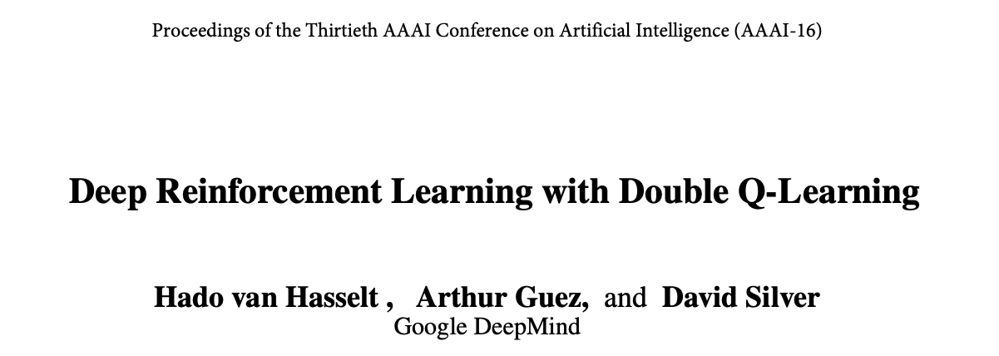 Proceedings of the Thirtieth AAAI Conference on Artificial Intelligence (AAAI-16)
Deep Reinforcement Learning with Double Q-Learning
Hado van Hasselt , Arthur Guez, and David Silver
Google DeepMind